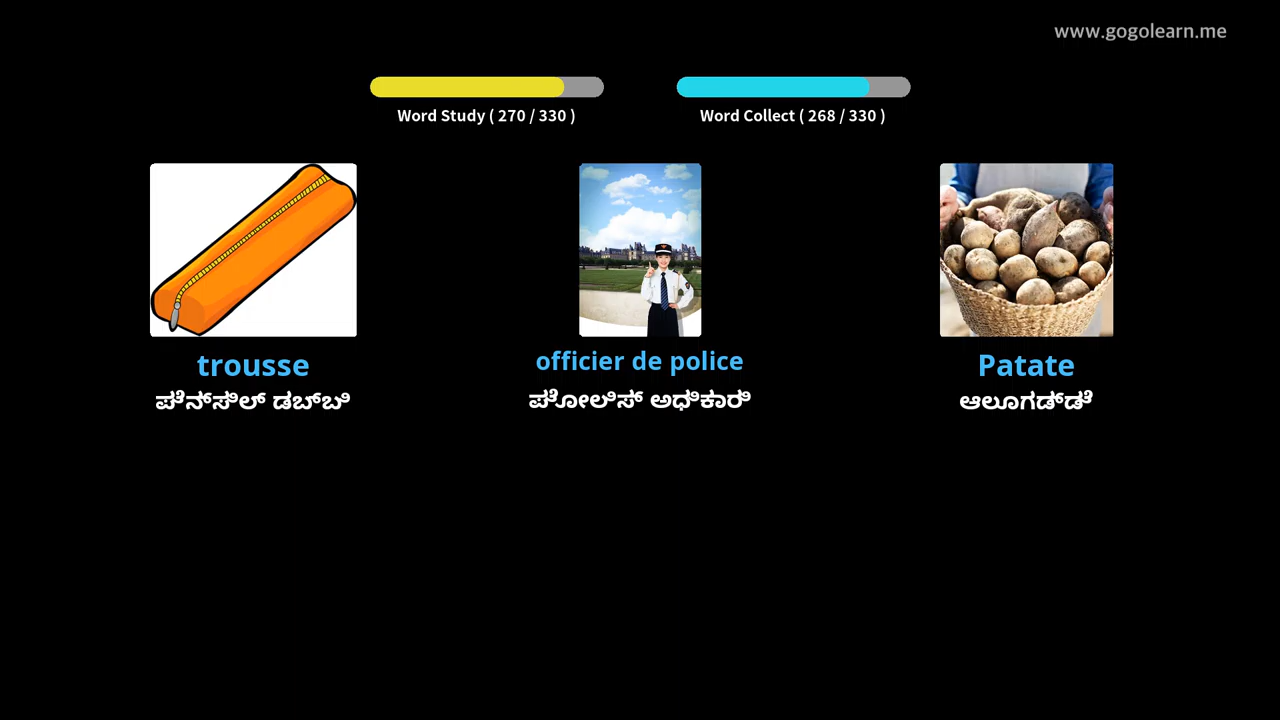 www.gogolearn.me
Word Study ( 270 / 330 )
Word Collect ( 268 / 330 )
trousse
officier de police
Patate
ಪೆನ್ಸಿಲ್ ಡಬ್ಬಿ
ಪೋಲಿಸ್ ಅಧಿಕಾರಿ
ಆಲೂಗಡ್ಡೆ